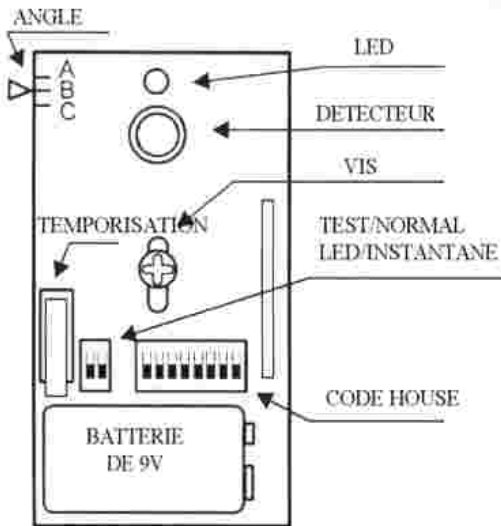 ANGLE
A
B
C
LED
DETECTEUR
VIS
TEMPORISATION
TEST/NORMAL
LED/INSTANTANE
CODE HOUSE
BATTERIE
DE 9V